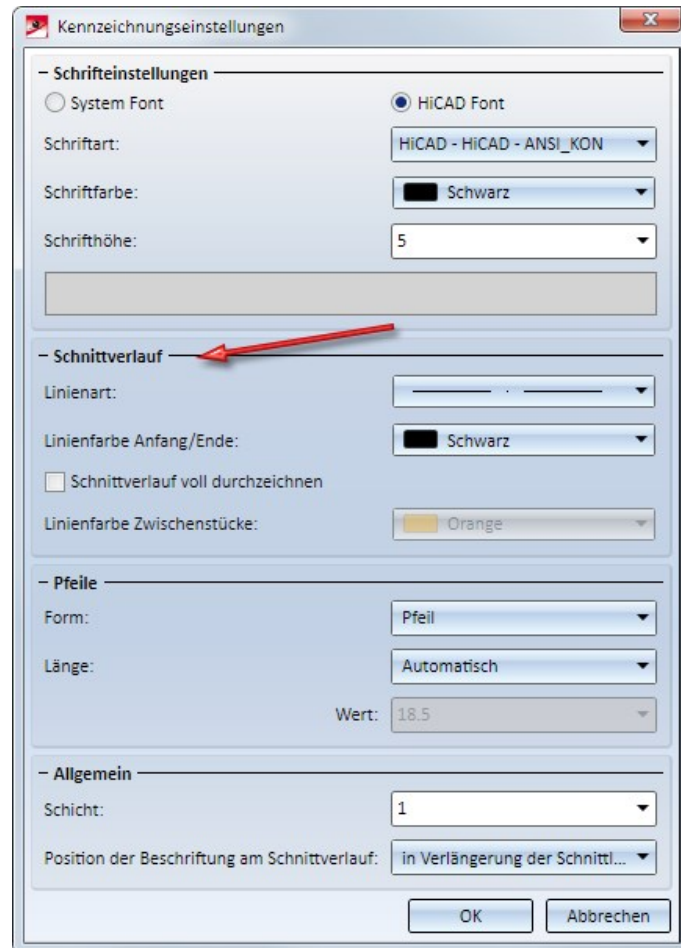 Kennzeichnungseinstellungen
Schrifteinstellungen
System Font HiCAD Font
Schriftart: HiCAD - HiCAD - ANSI_KON
Schriftfarbe: Schwarz
Schrifthöhe: 5
Schnittverlauf
Linienart:
Linienfarbe Anfang/Ende: Schwarz
Schnittverlauf voll durchzeichnen
Linienfarbe Zwischenstücke: Orange
Pfeile
Form: Pfeil
Länge: Automatisch
Wert: 18.5
Allgemein
Schicht: 1
Position der Beschriftung am Schnittverlauf: in Verlängerung der Schnittl...
OK Abbrechen